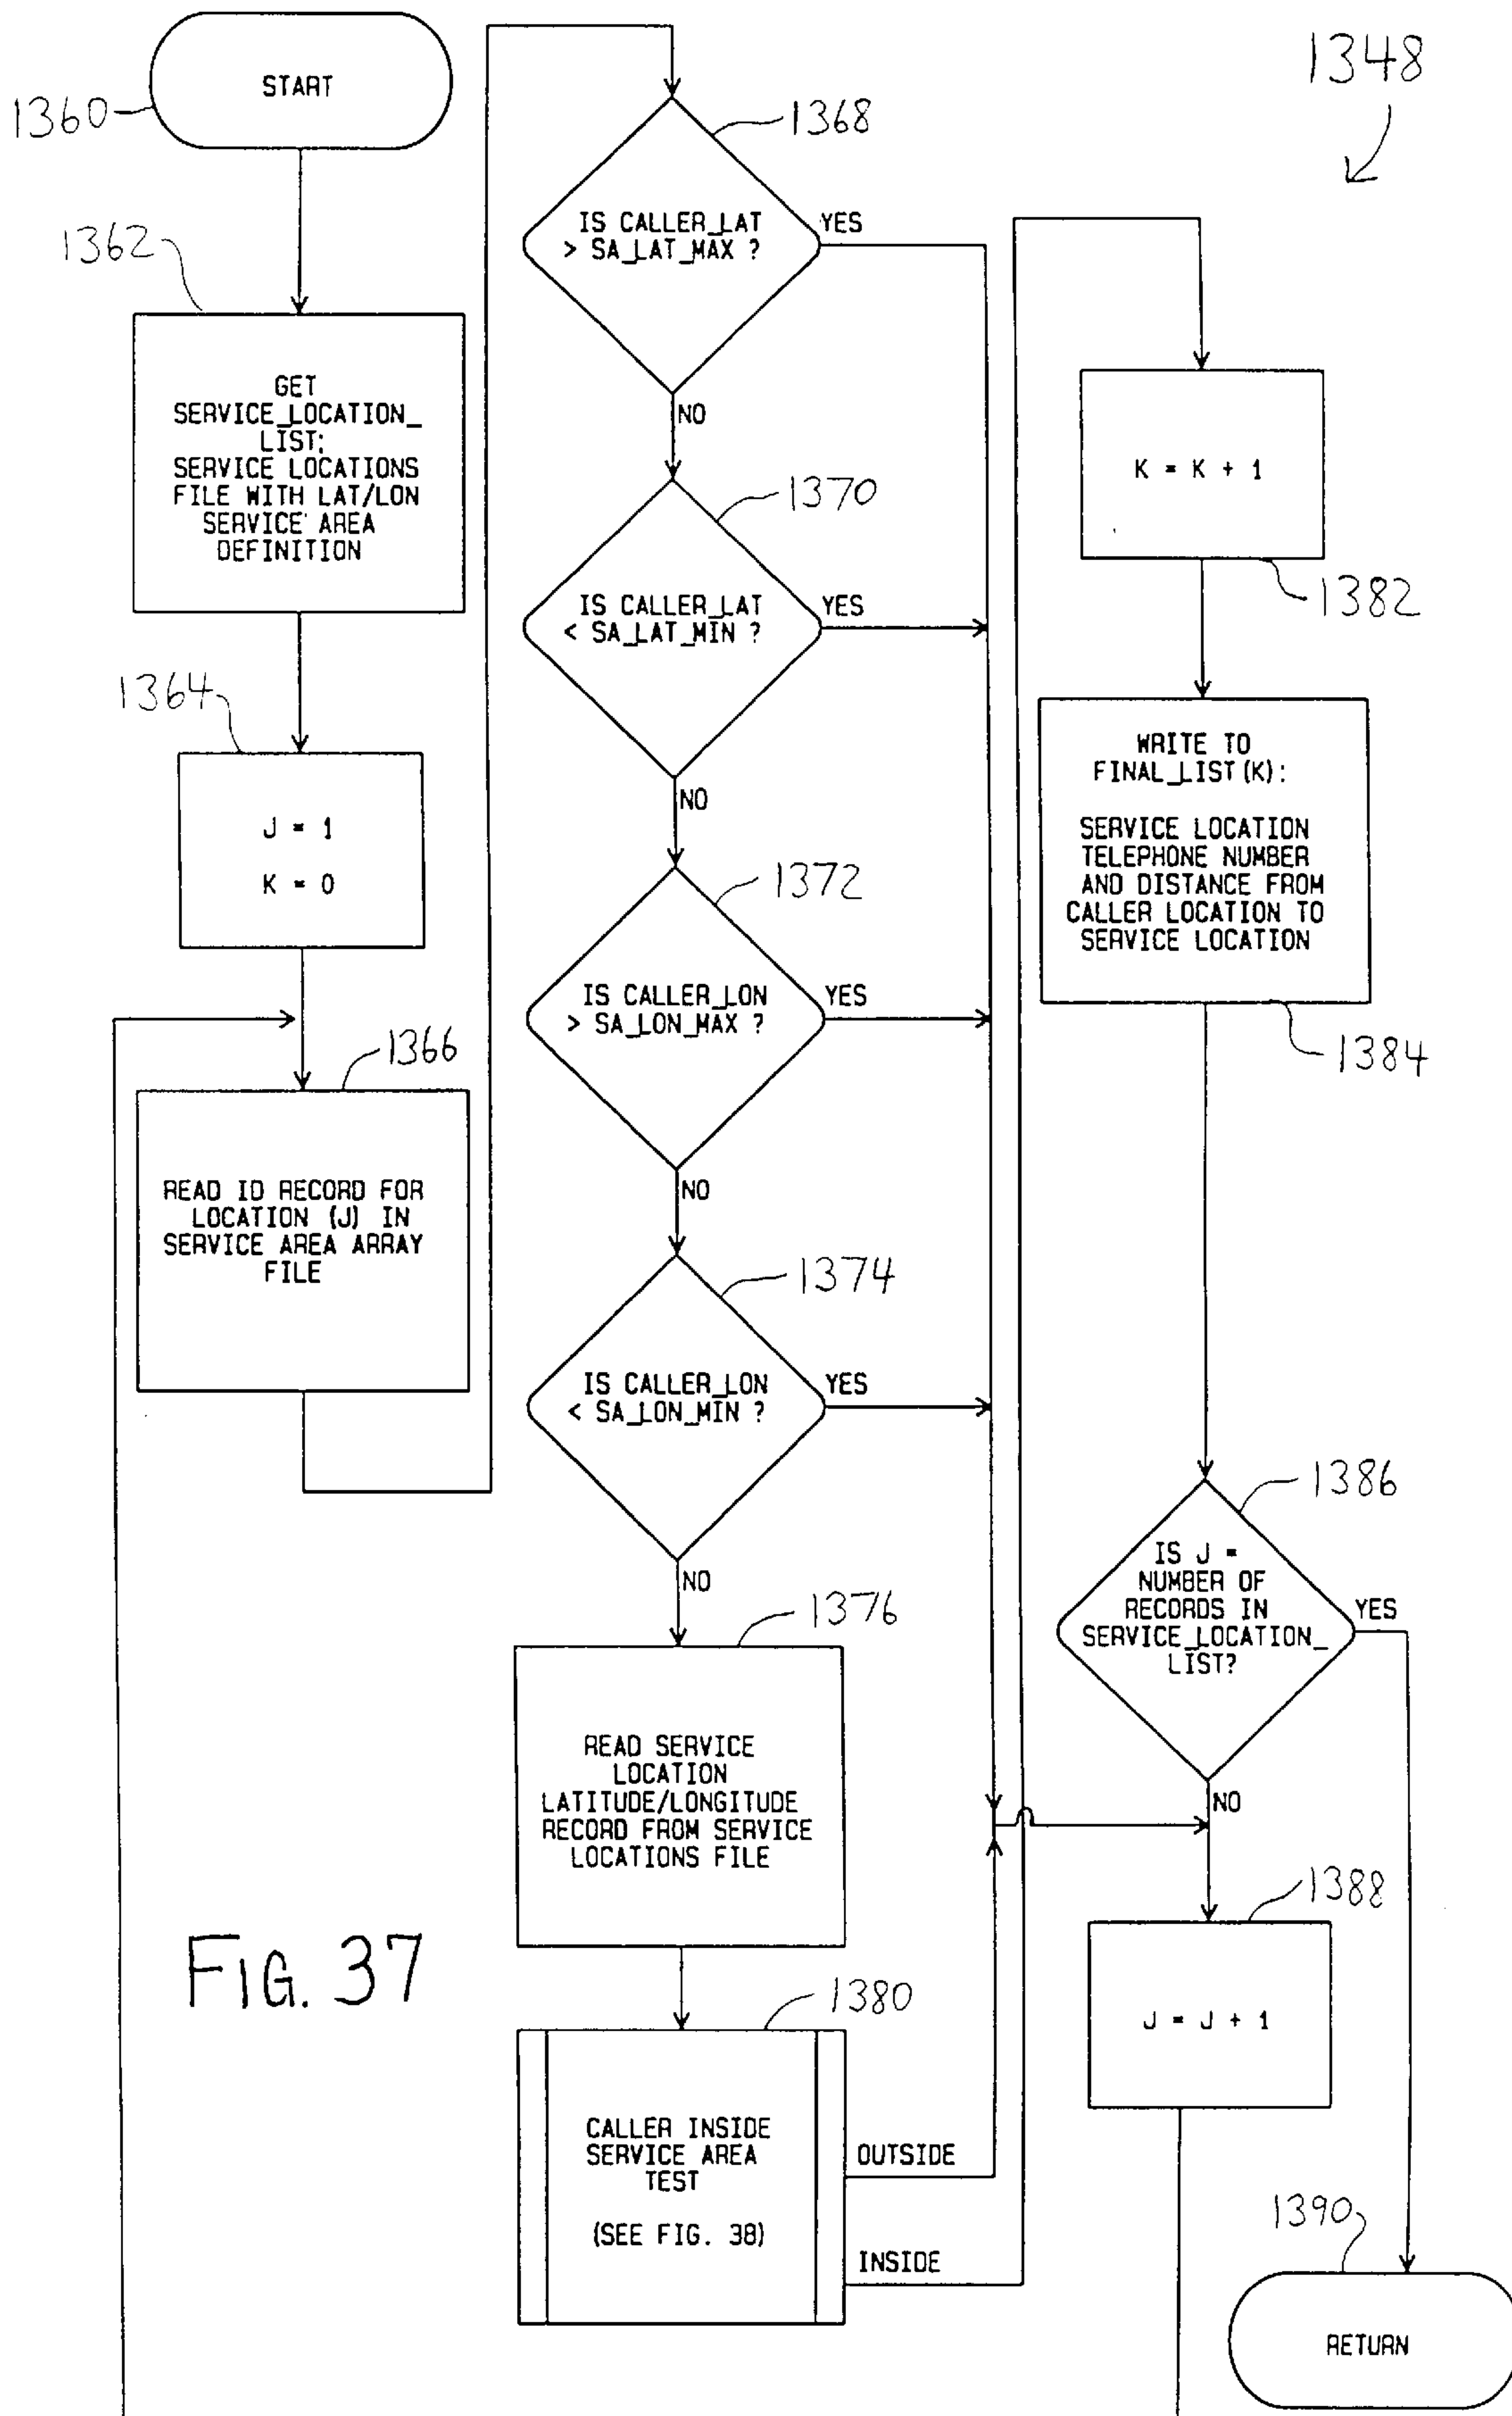 1348
START
1360
1362
GET
SERVICE_LOCATION_
LIST:
SERVICE LOCATIONS
FILE WITH LAT/LON
SERVICE AREA
DEFINITION
1364
J = 1
K = 0
1366
READ ID RECORD FOR
LOCATION (J) IN
SERVICE AREA ARRAY
FILE
1368
IS CALLER_LAT
> SA_LAT_MAX ?
YES
NO
1370
IS CALLER_LAT
< SA_LAT_MIN ?
YES
NO
1372
IS CALLER_LON
> SA_LON_MAX ?
YES
NO
1374
IS CALLER_LON
< SA_LON_MIN ?
YES
NO
1376
READ SERVICE
LOCATION
LATITUDE/LONGITUDE
RECORD FROM SERVICE
LOCATIONS FILE
1380
CALLER INSIDE
SERVICE AREA
TEST
(SEE FIG. 38)
OUTSIDE
INSIDE
K = K + 1
1382
WRITE TO
FINAL_LIST(K):
SERVICE LOCATION
TELEPHONE NUMBER
AND DISTANCE FROM
CALLER LOCATION TO
SERVICE LOCATION
1384
1386
IS J =
NUMBER OF
RECORDS IN
SERVICE_LOCATION_
LIST?
YES
NO
1388
J = J + 1
1390
RETURN
FIG. 37